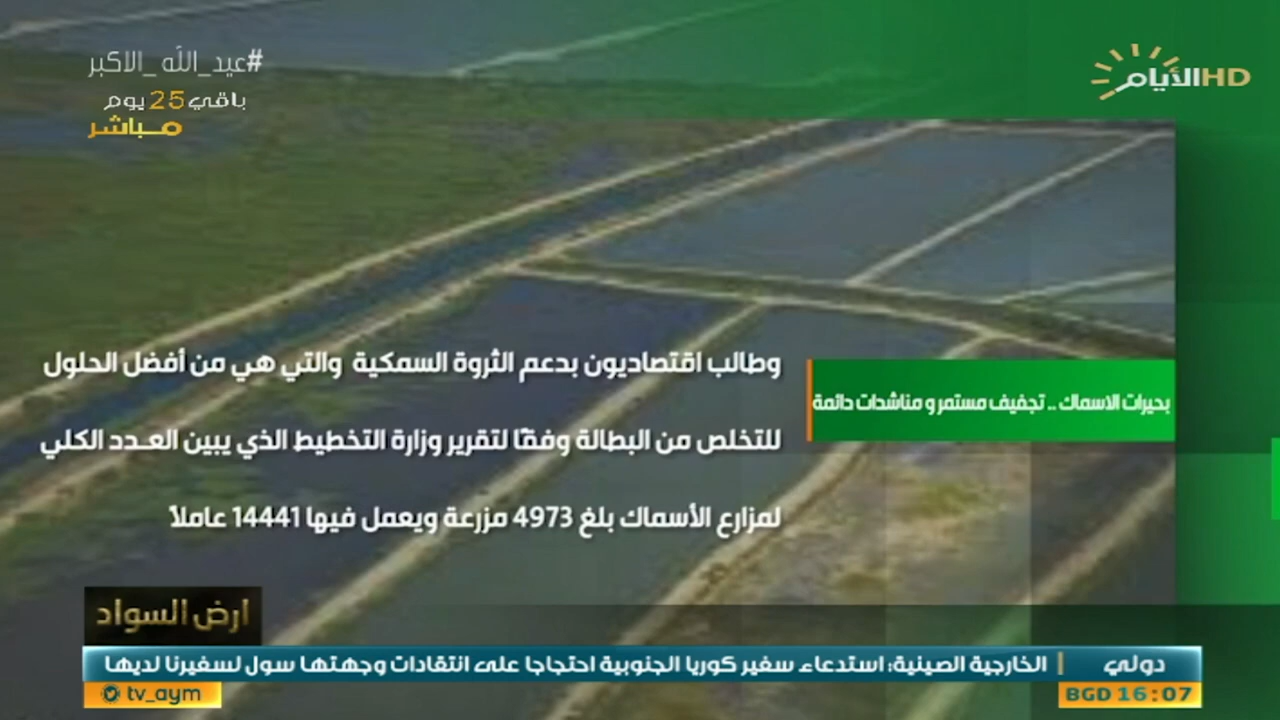 #عيد_الله_الاكبر
باقي 25 يوم
مباشر
الأيام HD
بحيرات الاسماك .. تجفيف مستمر و مناشدات دائمة
وطالب اقتصاديون بدعم الثروة السمكية والتي هي من أفضل الحلول
للتخلص من البطالة وفقًا لتقرير وزارة التخطيط الذي يبين العـدد الكلي
لمزارع الأسماك بلغ 4973 مزرعة ويعمل فيها 14441 عاملاً
ارض السواد
دولي | الخارجية الصينية: استدعاء سفير كوريا الجنوبية احتجاجا على انتقادات وجهتها سول لسفيرنا لديها
BGD 16:07
tv_aym